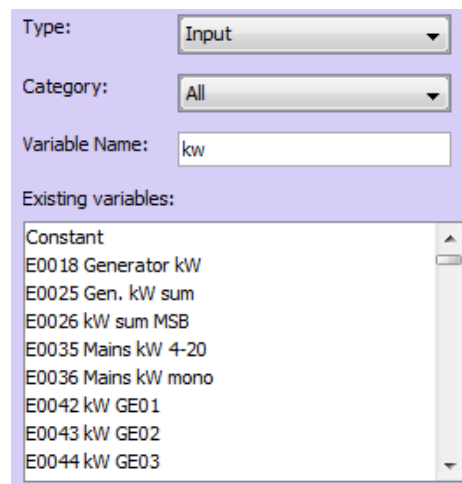 Type: Input
Category: All
Variable Name: kw
Existing variables:
Constant
E0018 Generator kW
E0025 Gen. kW sum
E0026 kW sum MSB
E0035 Mains kW 4-20
E0036 Mains kW mono
E0042 kW GE01
E0043 kW GE02
E0044 kW GE03